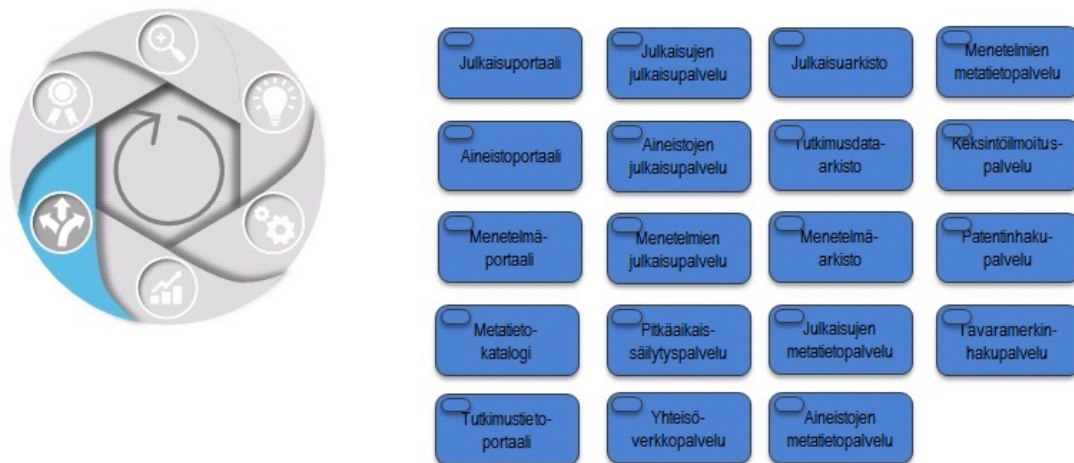 Julkaisuportaali
Julkaisujen
julkaisupalvelu
Julkaisuarkisto
Menetelmien
metatietopalvelu
Aineistoportaali
Aineistojen
julkaisupalvelu
Tutkimusdata-
arkisto
Keksintöilmoitus-
palvelu
Menetelmä-
portaali
Menetelmien
julkaisupalvelu
Menetelmä-
arkisto
Patentinhaku-
palvelu
Metatieto-
katalogi
Pitkäaikais-
säilytyspalvelu
Julkaisujen
metatietopalvelu
Tavaramerkin-
hakupalvelu
Tutkimustieto-
portaali
Yhteisö-
verkkopalvelu
Aineistojen
metatietopalvelu